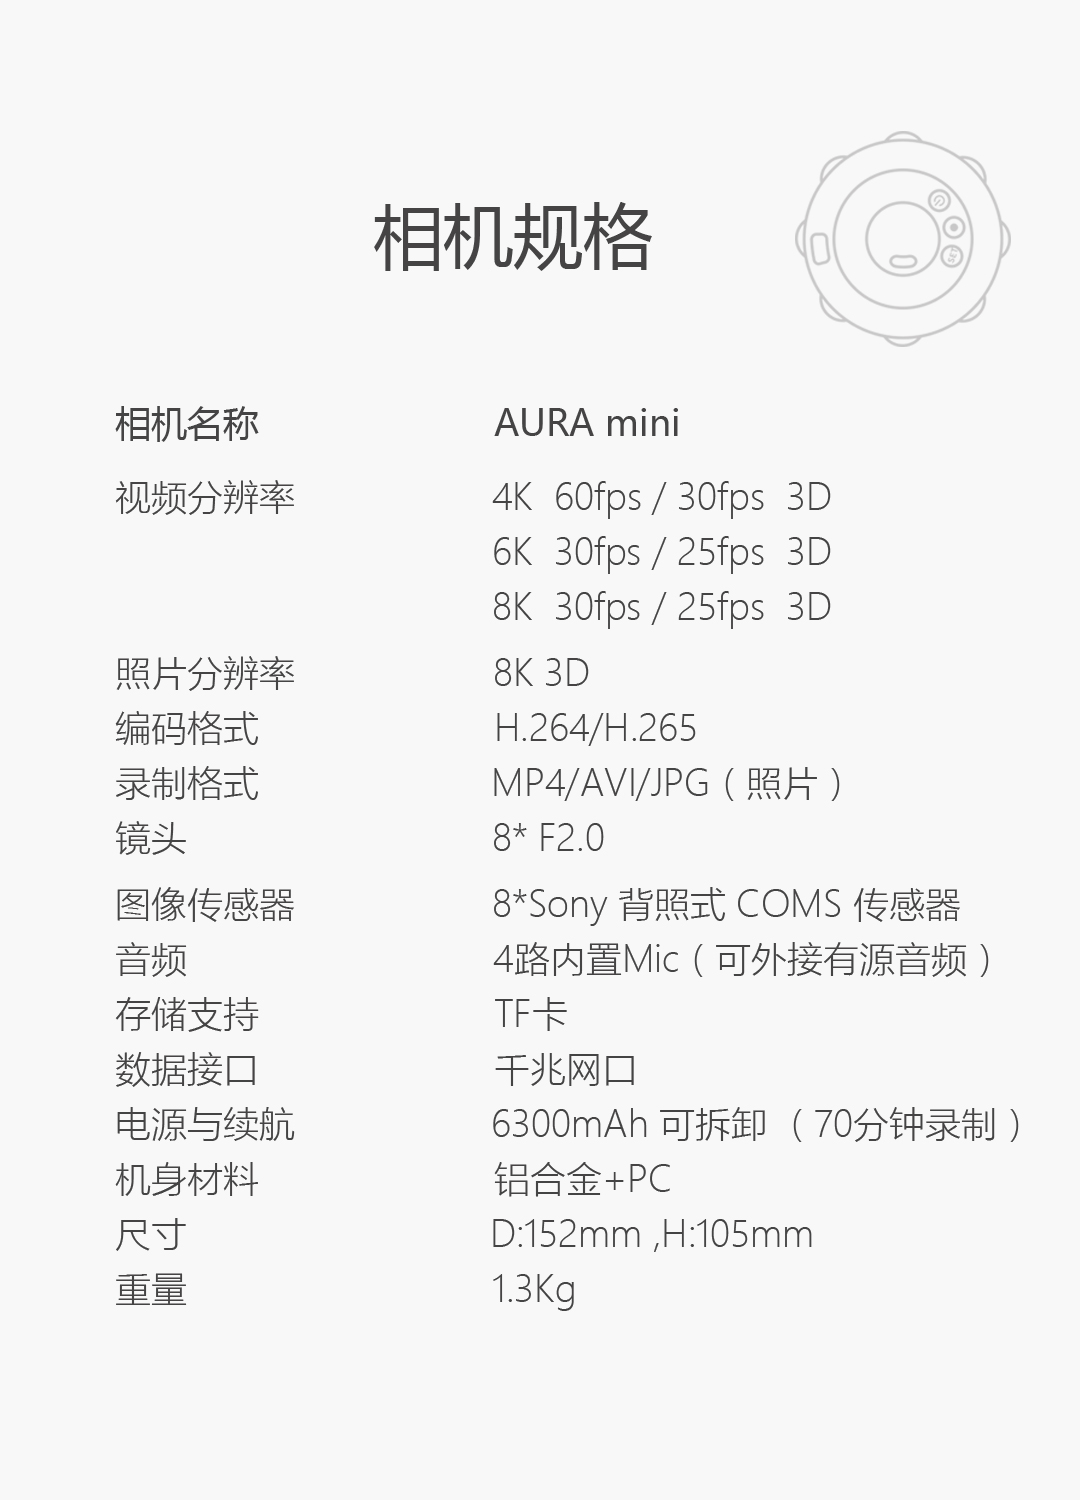 相机规格
SET
相机名称 AURA mini
视频分辨率 4K 60fps / 30fps 3D
6K 30fps / 25fps 3D
8K 30fps / 25fps 3D
照片分辨率 8K 3D
编码格式 H.264/H.265
录制格式 MP4/AVI/JPG（照片）
镜头 8* F2.0
图像传感器 8*Sony 背照式 COMS 传感器
音频 4路内置Mic（可外接有源音频）
存储支持 TF卡
数据接口 千兆网口
电源与续航 6300mAh 可拆卸 （70分钟录制）
机身材料 铝合金+PC
尺寸 D:152mm ,H:105mm
重量 1.3Kg